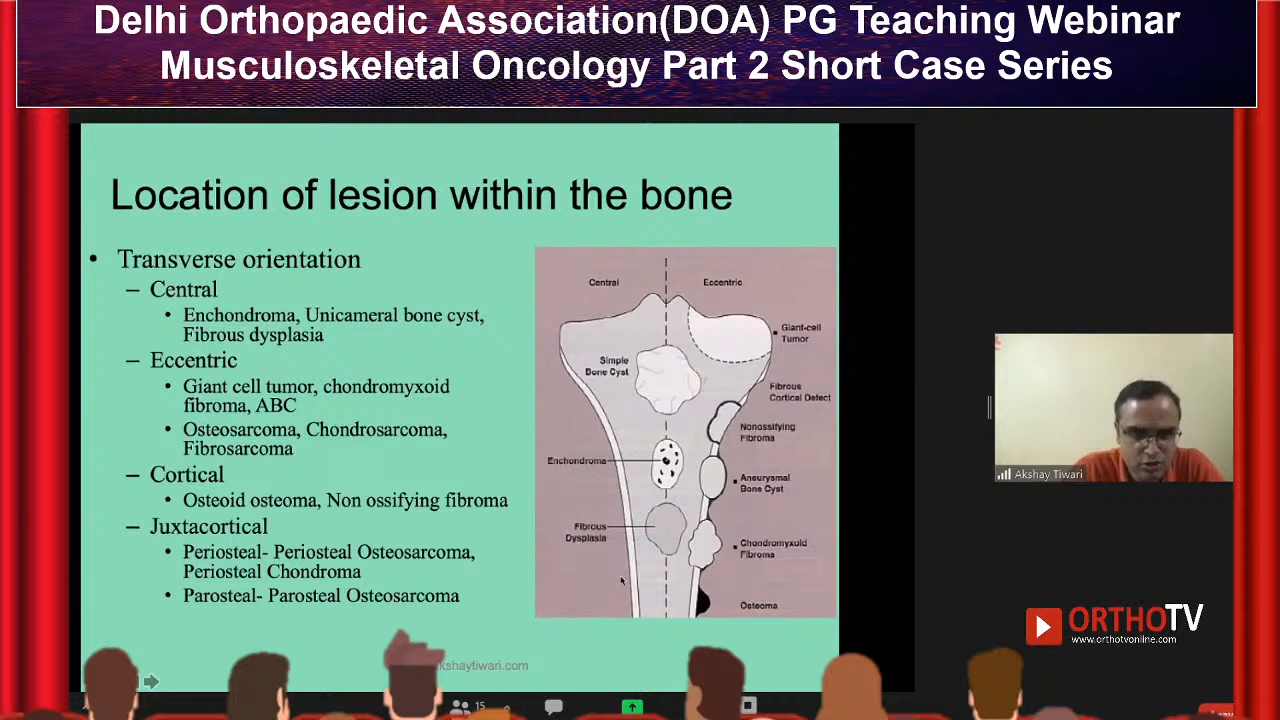 Delhi Orthopaedic Association(DOA) PG Teaching Webinar
Musculoskeletal Oncology Part 2 Short Case Series
Location of lesion within the bone
• Transverse orientation
– Central
• Enchondroma, Unicameral bone cyst,
Fibrous dysplasia
– Eccentric
• Giant cell tumor, chondromyxoid
fibroma, ABC
• Osteosarcoma, Chondrosarcoma,
Fibrosarcoma
– Cortical
• Osteoid osteoma, Non ossifying fibroma
– Juxtacortical
• Periosteal- Periosteal Osteosarcoma,
Periosteal Chondroma
• Parosteal- Parosteal Osteosarcoma
Central
Eccentric
Giant-cell
Tumor
Simple
Bone Cyst
Fibrous
Cortical Defect
Nonossifying
Fibroma
Enchondroma
Aneurysmal
Bone Cyst
Fibrous
Dysplasia
Chondromyxoid
Fibroma
Osteoma
kshaytiwari.com
15
Akshay Tiwari
ORTHOTV
www.orthotvonline.com